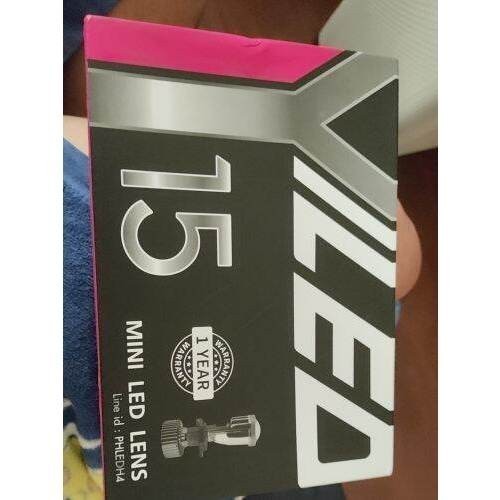 YILED
15
WARRANTY
1 YEAR
WARRANTY
MINI LED LENS
Line id : PHLEDH4